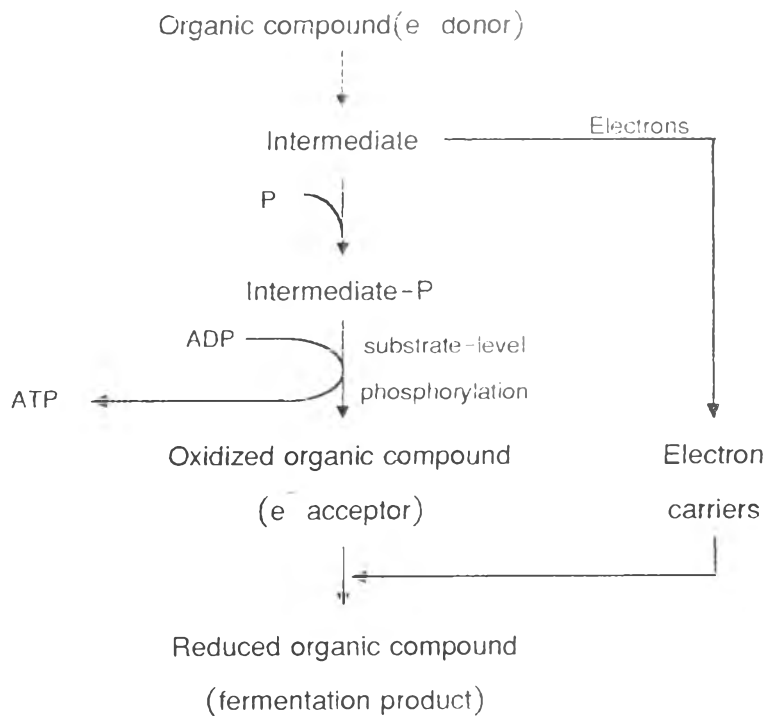 Organic compound(e donor)
Intermediate
Electrons
P
Intermediate-P
ADP
substrate-level
phosphorylation
ATP
Oxidized organic compound
(e⁻ acceptor)
Electron
carriers
Reduced organic compound
(fermentation product)